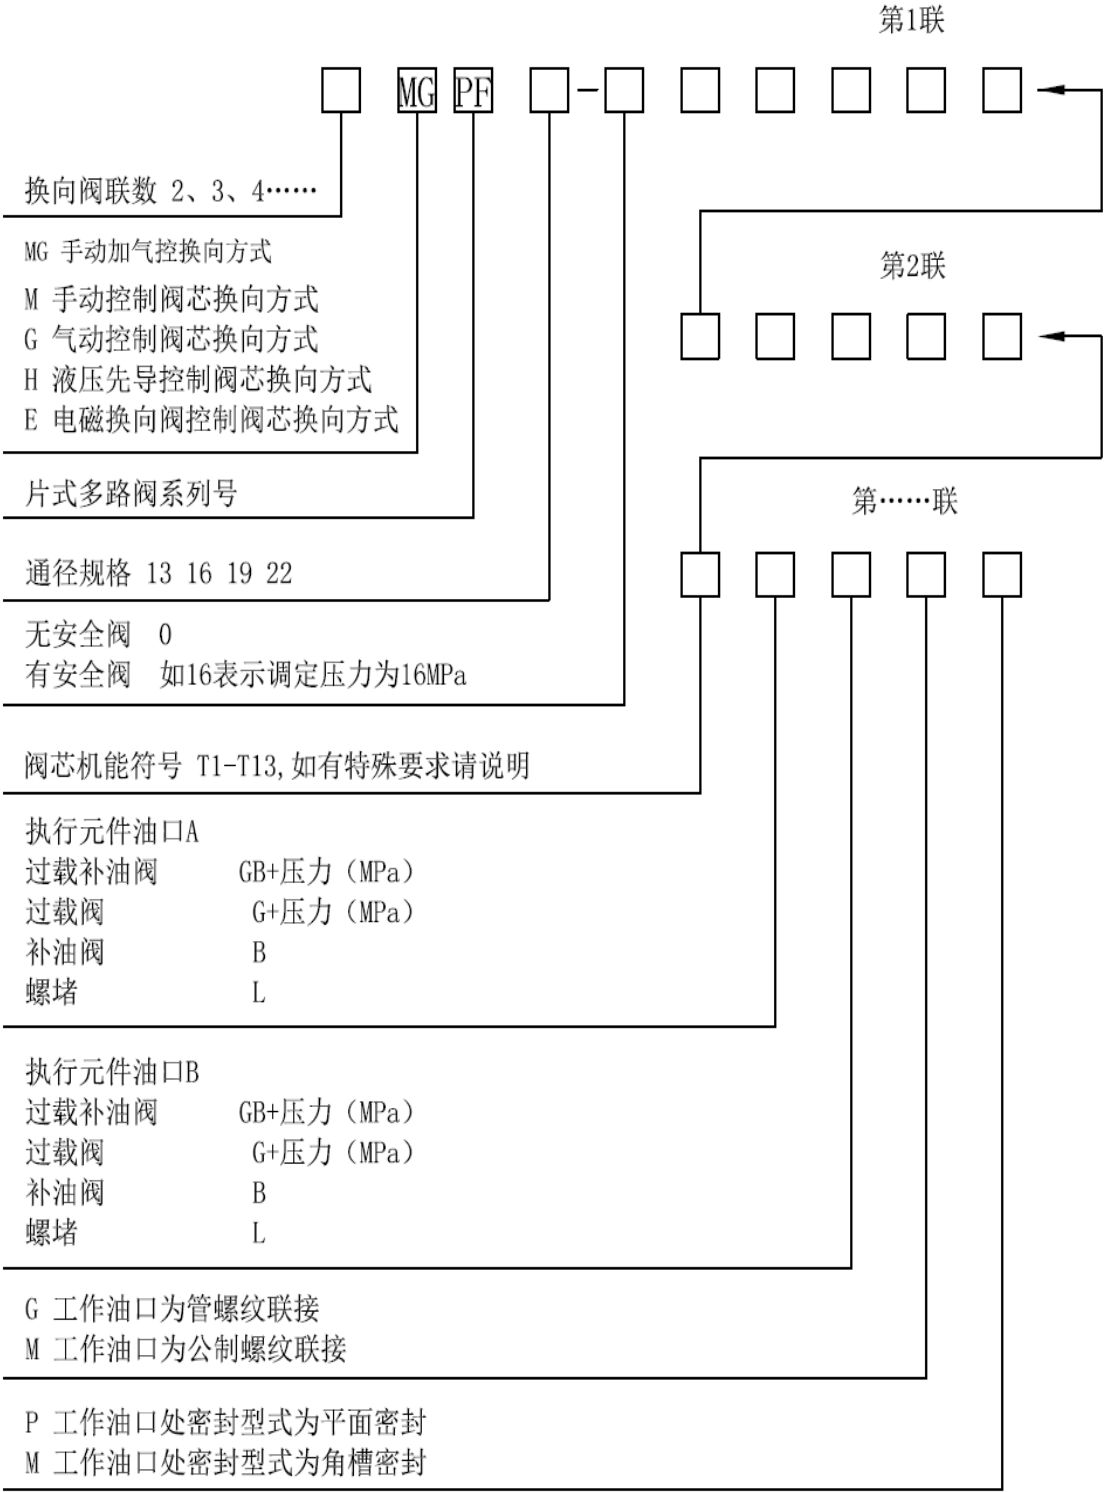 第1联
MG PF -
换向阀联数 2、3、4……
MG 手动加气控换向方式
第2联
M 手动控制阀芯换向方式
G 气动控制阀芯换向方式
H 液压先导控制阀芯换向方式
E 电磁换向阀控制阀芯换向方式
片式多路阀系列号
第……联
通径规格 13 16 19 22
无安全阀 0
有安全阀 如16表示调定压力为16MPa
阀芯机能符号 T1-T13,如有特殊要求请说明
执行元件油口A
过载补油阀 GB+压力（MPa）
过载阀 G+压力（MPa）
补油阀 B
螺堵 L
执行元件油口B
过载补油阀 GB+压力（MPa）
过载阀 G+压力（MPa）
补油阀 B
螺堵 L
G 工作油口为管螺纹联接
M 工作油口为公制螺纹联接
P 工作油口处密封型式为平面密封
M 工作油口处密封型式为角槽密封